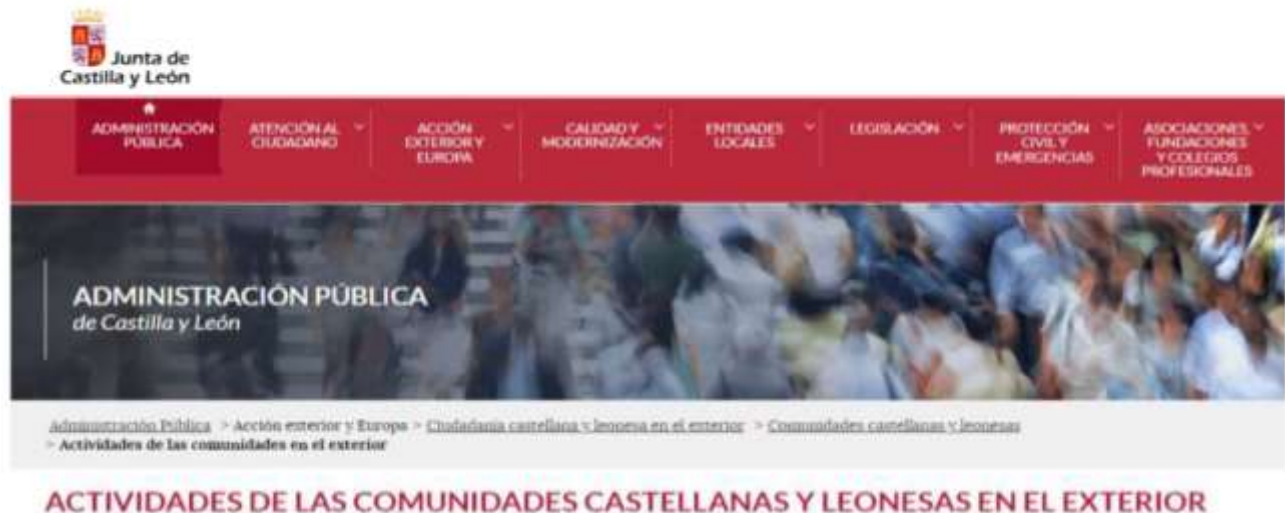 Junta de
Castilla y León
ADMINISTRACIÓN
PÚBLICA
ATENCIÓN AL
CIUDADANO
ACCIÓN
EXTERIOR Y
EUROPA
CALIDAD Y
MODERNIZACIÓN
ENTIDADES
LOCALES
LEGISLACIÓN
PROTECCIÓN
CIVIL Y
EMERGENCIAS
ASOCIACIONES,
FUNDACIONES
Y COLEGIOS
PROFESIONALES
ADMINISTRACIÓN PÚBLICA
de Castilla y León
Administración Pública > Acción exterior y Europa > Ciudadanía castellana y leonesa en el exterior > Comunidades castellanas y leonesas
> Actividades de las comunidades en el exterior
ACTIVIDADES DE LAS COMUNIDADES CASTELLANAS Y LEONESAS EN EL EXTERIOR